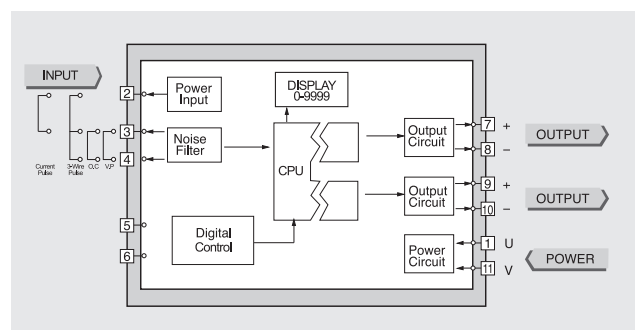 INPUT
2
3
4
5
6
Current
Pulse
3-Wire
Pulse
O,C
V,P
Power
Input
Noise
Filter
Digital
Control
DISPLAY
0-9999
CPU
Output
Circuit
Output
Circuit
Power
Circuit
7 +
8 −
9 +
10 −
1 U
11 V
OUTPUT
OUTPUT
POWER